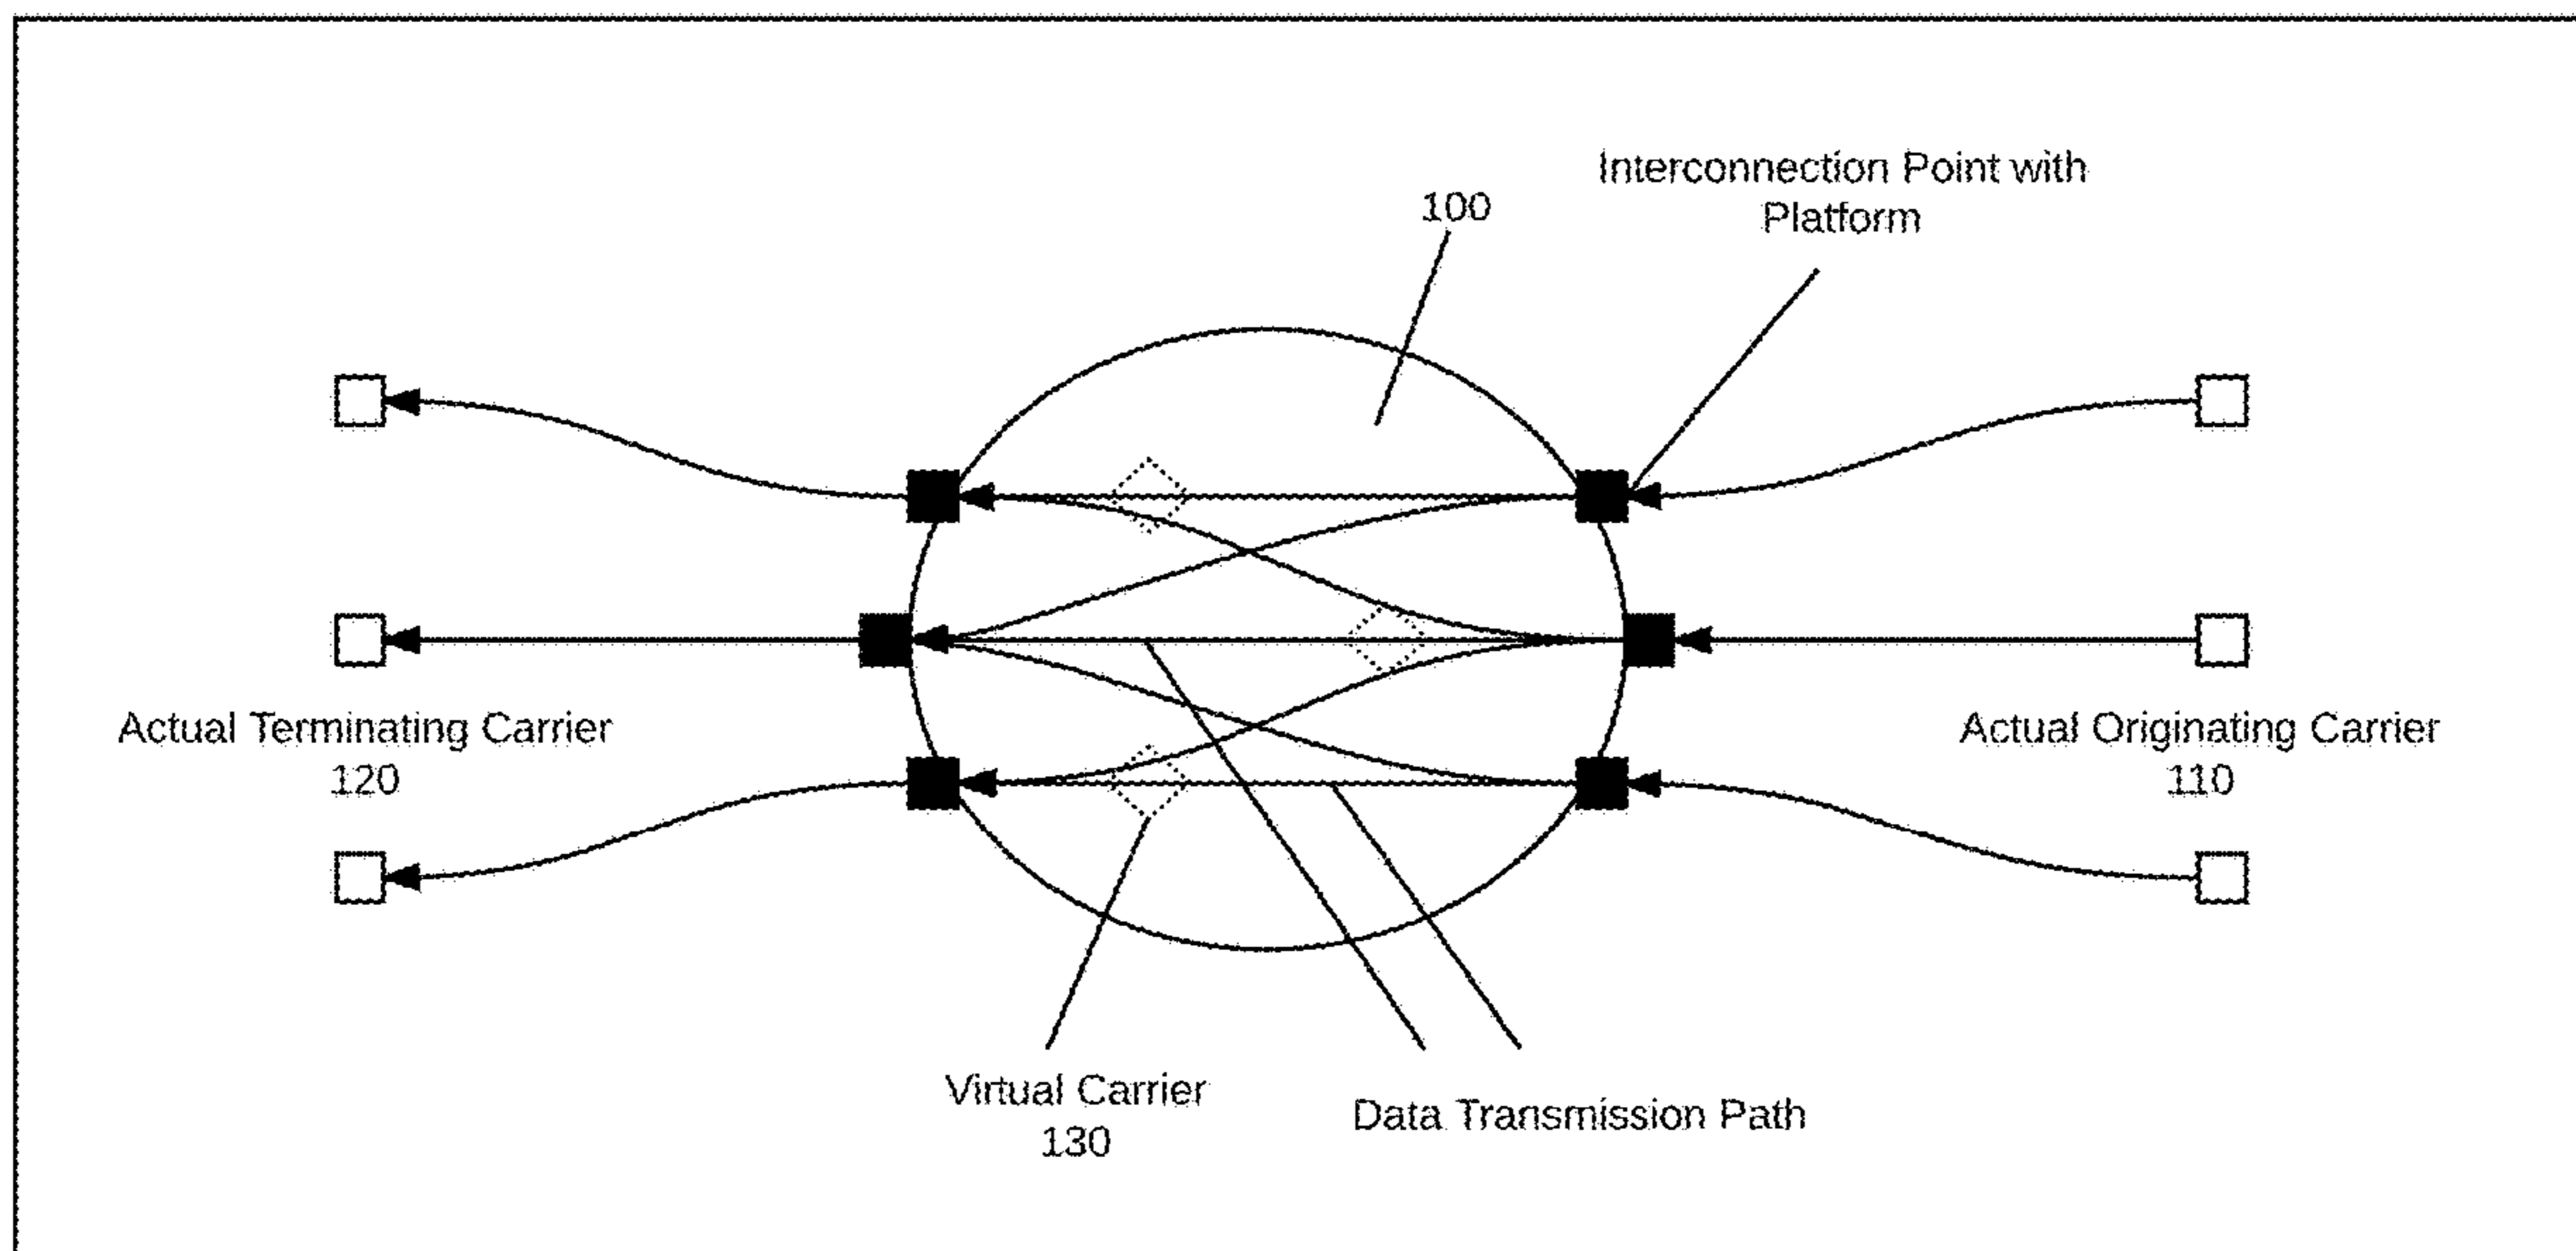 Interconnection Point with
Platform
100
Actual Terminating Carrier
120
Actual Originating Carrier
110
Virtual Carrier
130
Data Transmission Path